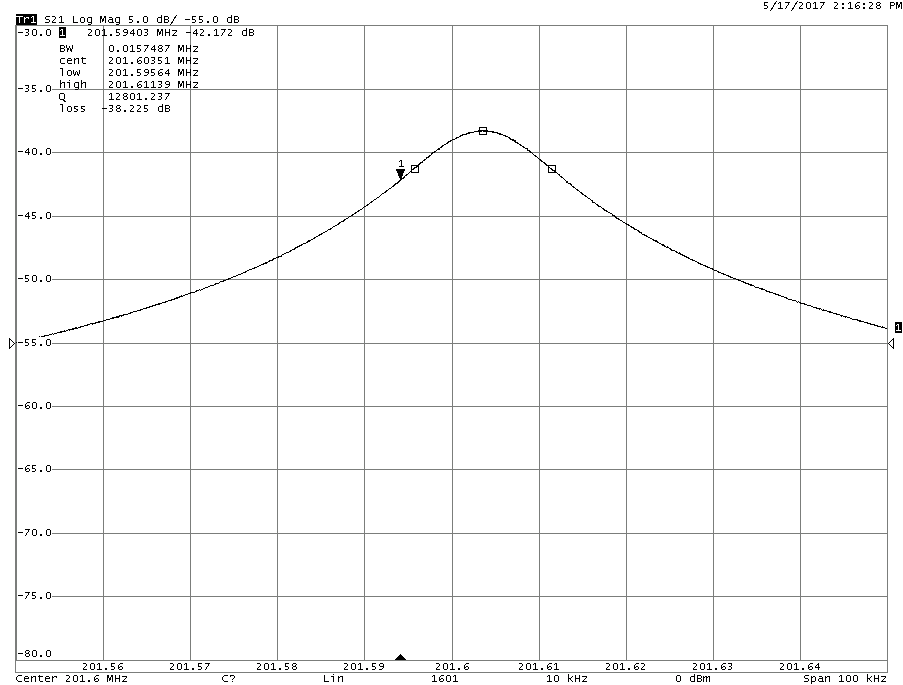 5/17/2017 2:16:28 PM
Tr1 S21 Log Mag 5.0 dB/ -55.0 dB
-30.0 1 201.59403 MHz -42.172 dB
BW 0.0157487 MHz
cent 201.60351 MHz
low 201.59564 MHz
high 201.61139 MHz
-35.0
Q 12801.237
loss -38.225 dB
-40.0
1
-45.0
-50.0
1
-55.0
-60.0
-65.0
-70.0
-75.0
-80.0
201.56 201.57 201.58 201.59 201.6 201.61 201.62 201.63 201.64
Center 201.6 MHz C? Lin 1601 10 kHz 0 dBm Span 100 kHz